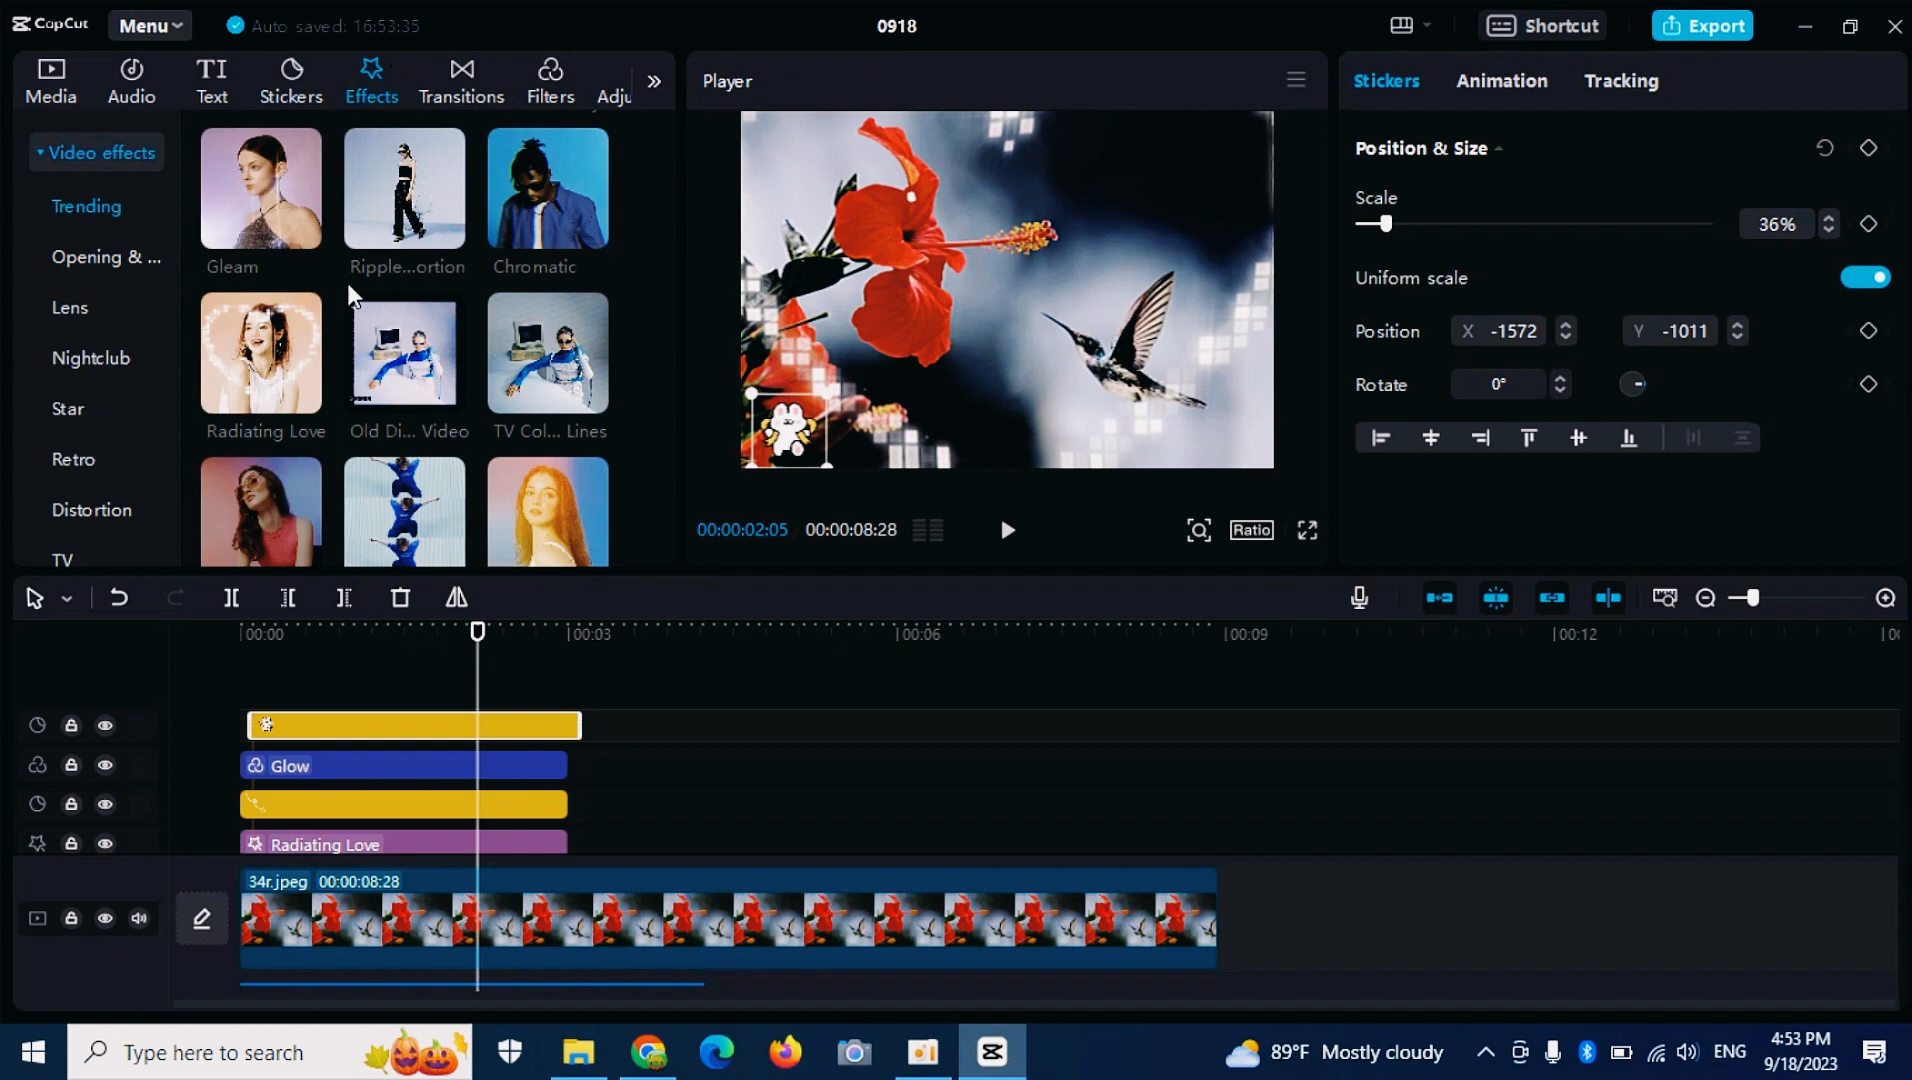 CapCut Menu Auto saved: 16:53:35 0918 Shortcut Export
Media Audio Text Stickers Effects Transitions Filters Adju
Player
Stickers Animation Tracking
Video effects
Trending
Opening & ...
Lens
Nightclub
Star
Retro
Distortion
TV
Gleam Ripple...ortion Chromatic
Radiating Love Old Di... Video TV Col... Lines
00:00:02:05 00:00:08:28 Ratio
Position & Size
Scale
36%
Uniform scale
Position X -1572 Y -1011
Rotate 0°
00:00 00:03 00:06 00:09 00:12
Glow
Radiating Love
34r.jpeg 00:00:08:28
Type here to search
89°F Mostly cloudy
ENG
4:53 PM
9/18/2023